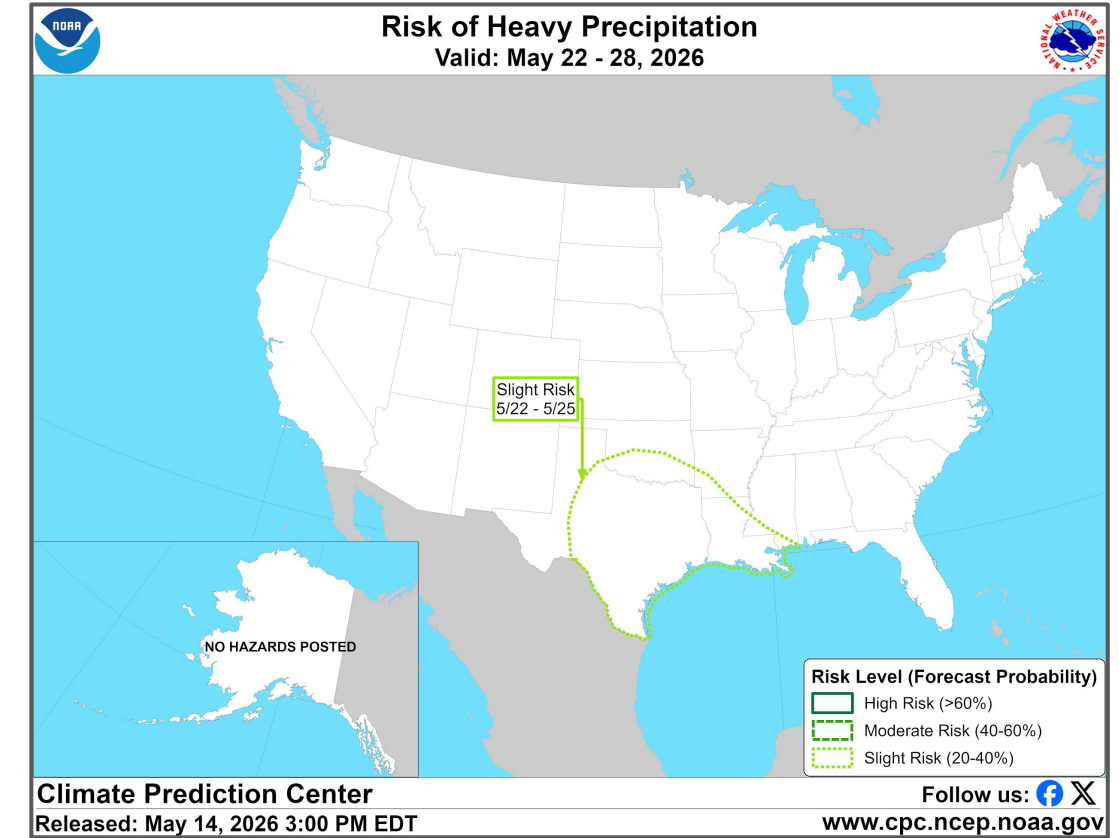 NOAA
Risk of Heavy Precipitation
Valid: May 22 - 28, 2026
NATIONAL WEATHER SERVICE
Slight Risk
5/22 - 5/25
NO HAZARDS POSTED
Risk Level (Forecast Probability)
High Risk (>60%)
Moderate Risk (40-60%)
Slight Risk (20-40%)
Climate Prediction Center
Follow us:
Released: May 14, 2026 3:00 PM EDT
www.cpc.ncep.noaa.gov